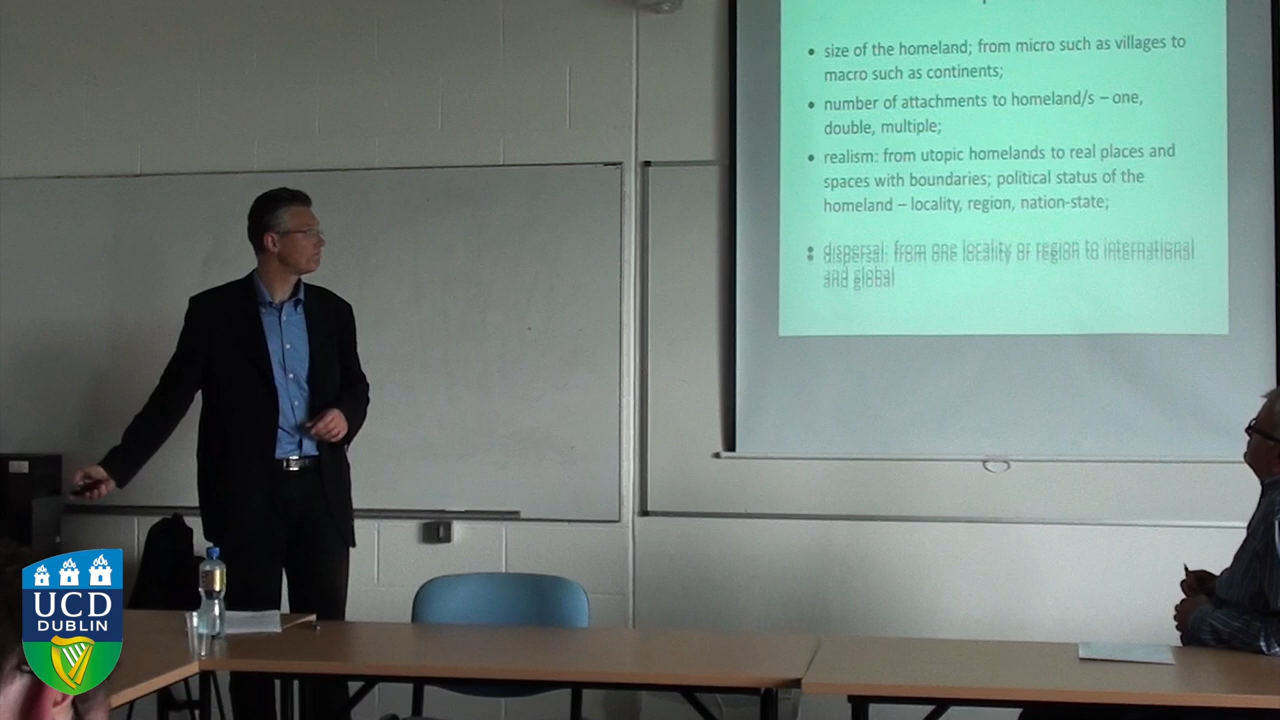 • size of the homeland; from micro such as villages to
macro such as continents;
• number of attachments to homeland/s – one,
double, multiple;
• realism: from utopic homelands to real places and
spaces with boundaries; political status of the
homeland – locality, region, nation-state;
• dispersal: from one locality or region to international
and global
UCD
DUBLIN